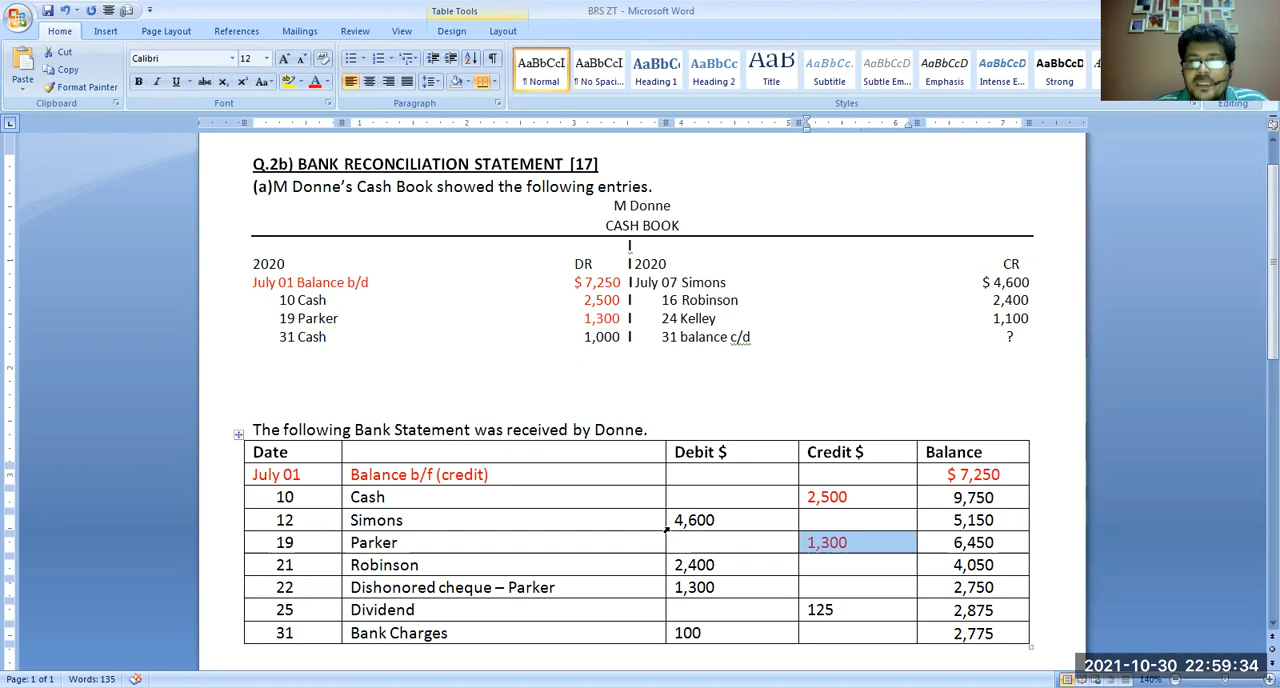 Table Tools
BRS ZT - Microsoft Word
Home Insert Page Layout References Mailings Review View Design Layout
Paste
Cut
Copy
Format Painter
Calibri 12
AaBbCcI AaBbCcI AaBbC AaBbCc AaB AaBbCc. AaBbCcD AaBbCcD AaBbCcD
¶ Normal ¶ No Spaci... Heading 1 Heading 2 Title Subtitle Subtle Em... Emphasis Intense E... Strong
Clipboard Font Paragraph Styles Editing
Q.2b) BANK RECONCILIATION STATEMENT [17]
(a)M Donne's Cash Book showed the following entries.
M Donne
CASH BOOK
2020 DR 2020 CR
July 01 Balance b/d $ 7,250 July 07 Simons $ 4,600
10 Cash 2,500 16 Robinson 2,400
19 Parker 1,300 24 Kelley 1,100
31 Cash 1,000 31 balance c/d ?
The following Bank Statement was received by Donne.
Date Debit $ Credit $ Balance
July 01 Balance b/f (credit) $ 7,250
10 Cash 2,500 9,750
12 Simons 4,600 5,150
19 Parker 1,300 6,450
21 Robinson 2,400 4,050
22 Dishonored cheque – Parker 1,300 2,750
25 Dividend 125 2,875
31 Bank Charges 100 2,775
2021-10-30 22:59:34
Page: 1 of 1 Words: 135 140%